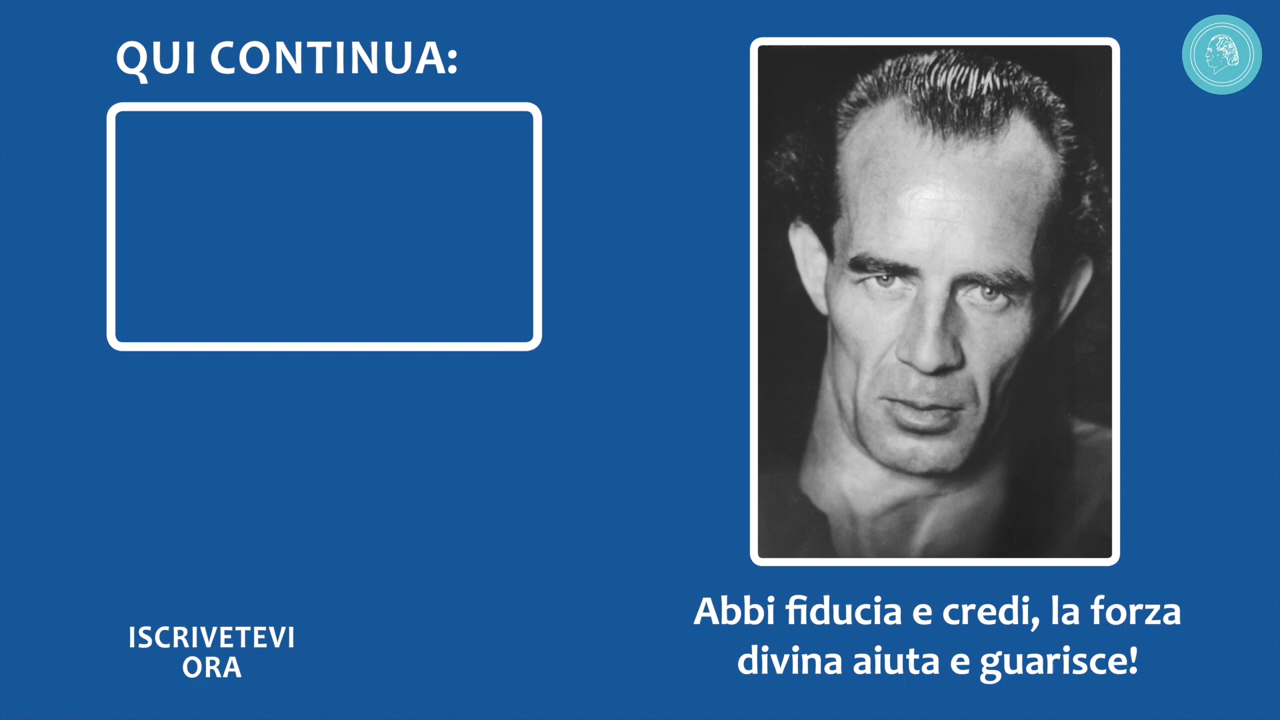 QUI CONTINUA:
ISCRIVETEVI
ORA
Abbi fiducia e credi, la forza
divina aiuta e guarisce!